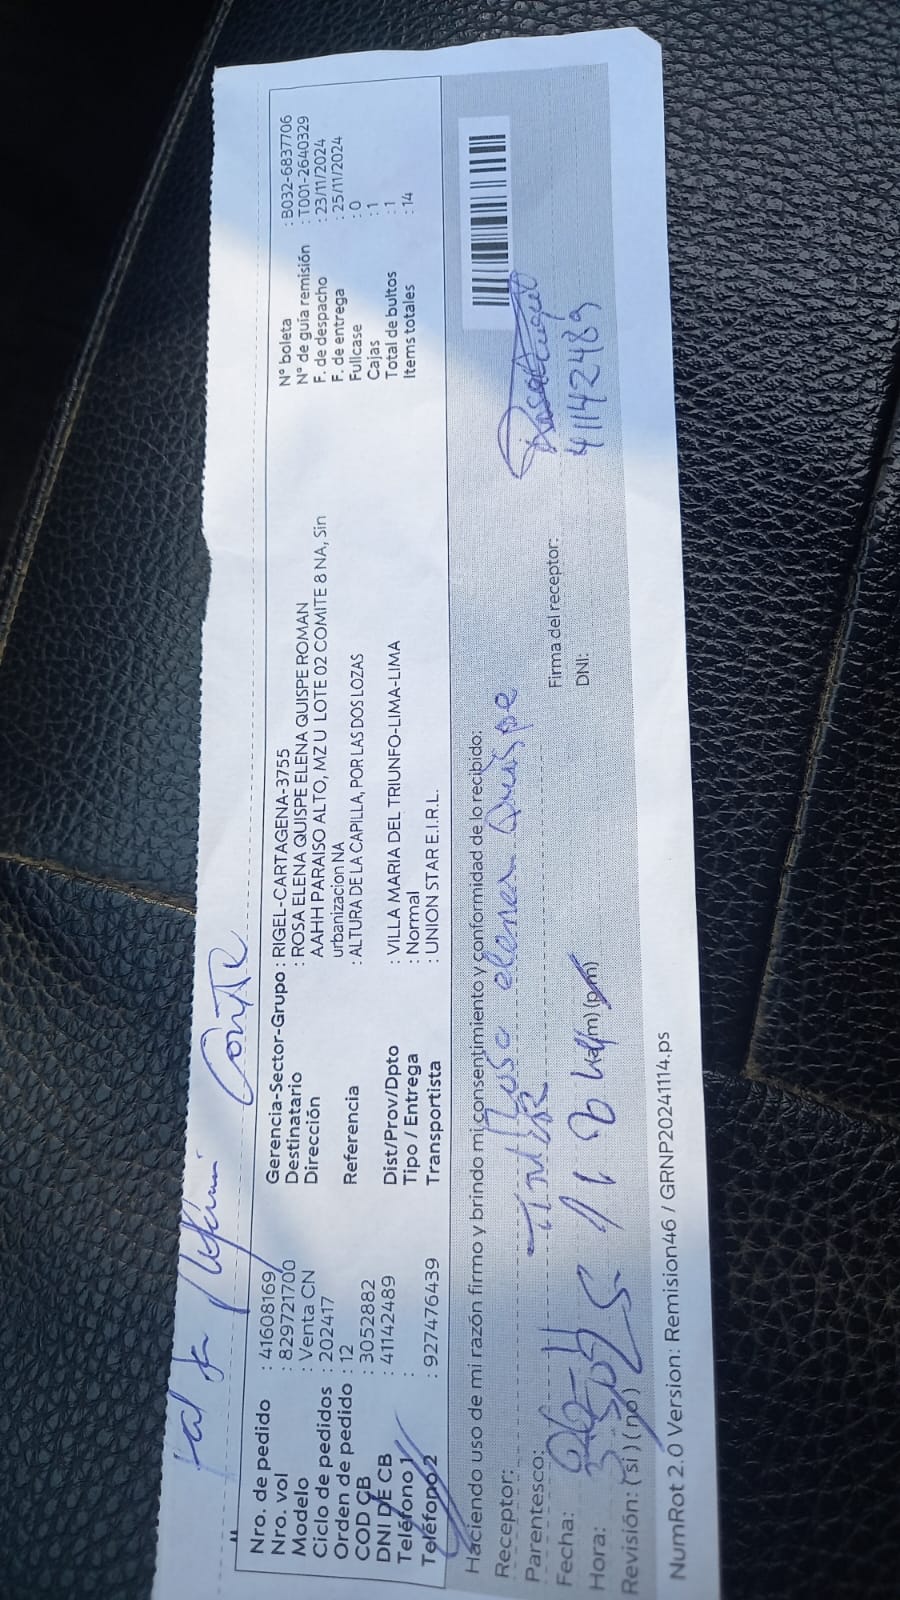 Nro. de pedido : 41608169
Nro. vol : 829721700
Modelo : Venta CN
Ciclo de pedidos : 202417
Orden de pedido : 12
COD CB : 3052882
DNI DE CB : 41142489
Teléfono 1 :
Teléfono 2 : 927476439
Gerencia-Sector-Grupo : RIGEL-CARTAGENA-3755
Destinatario : ROSA ELENA QUISPE ELENA QUISPE ROMAN
Dirección AAHH PARAISO ALTO, MZ U LOTE 02 COMITE 8 NA, Sin
urbanizacion NA
Referencia : ALTURA DE LA CAPILLA, POR LAS DOS LOZAS
Dist/Prov/Dpto : VILLA MARIA DEL TRIUNFO-LIMA-LIMA
Tipo / Entrega : Normal
Transportista : UNION STAR E.I.R.L.
N° boleta : B032-6837706
N° de guía remisión : T001-2640329
F. de despacho : 23/11/2024
F. de entrega : 25/11/2024
Fullcase : 0
Cajas : 1
Total de bultos : 1
Items totales : 14
Haciendo uso de mi razón firmo y brindo mi consentimiento y conformidad de lo recibido:
Receptor: elena Quispe
Parentesco:
Fecha:
Hora: (am) (pm)
Revisión: (si) (no)
Firma del receptor:
DNI: 41142489
NumRot 2.0 Version: Remision46 / GRNP20241114.ps